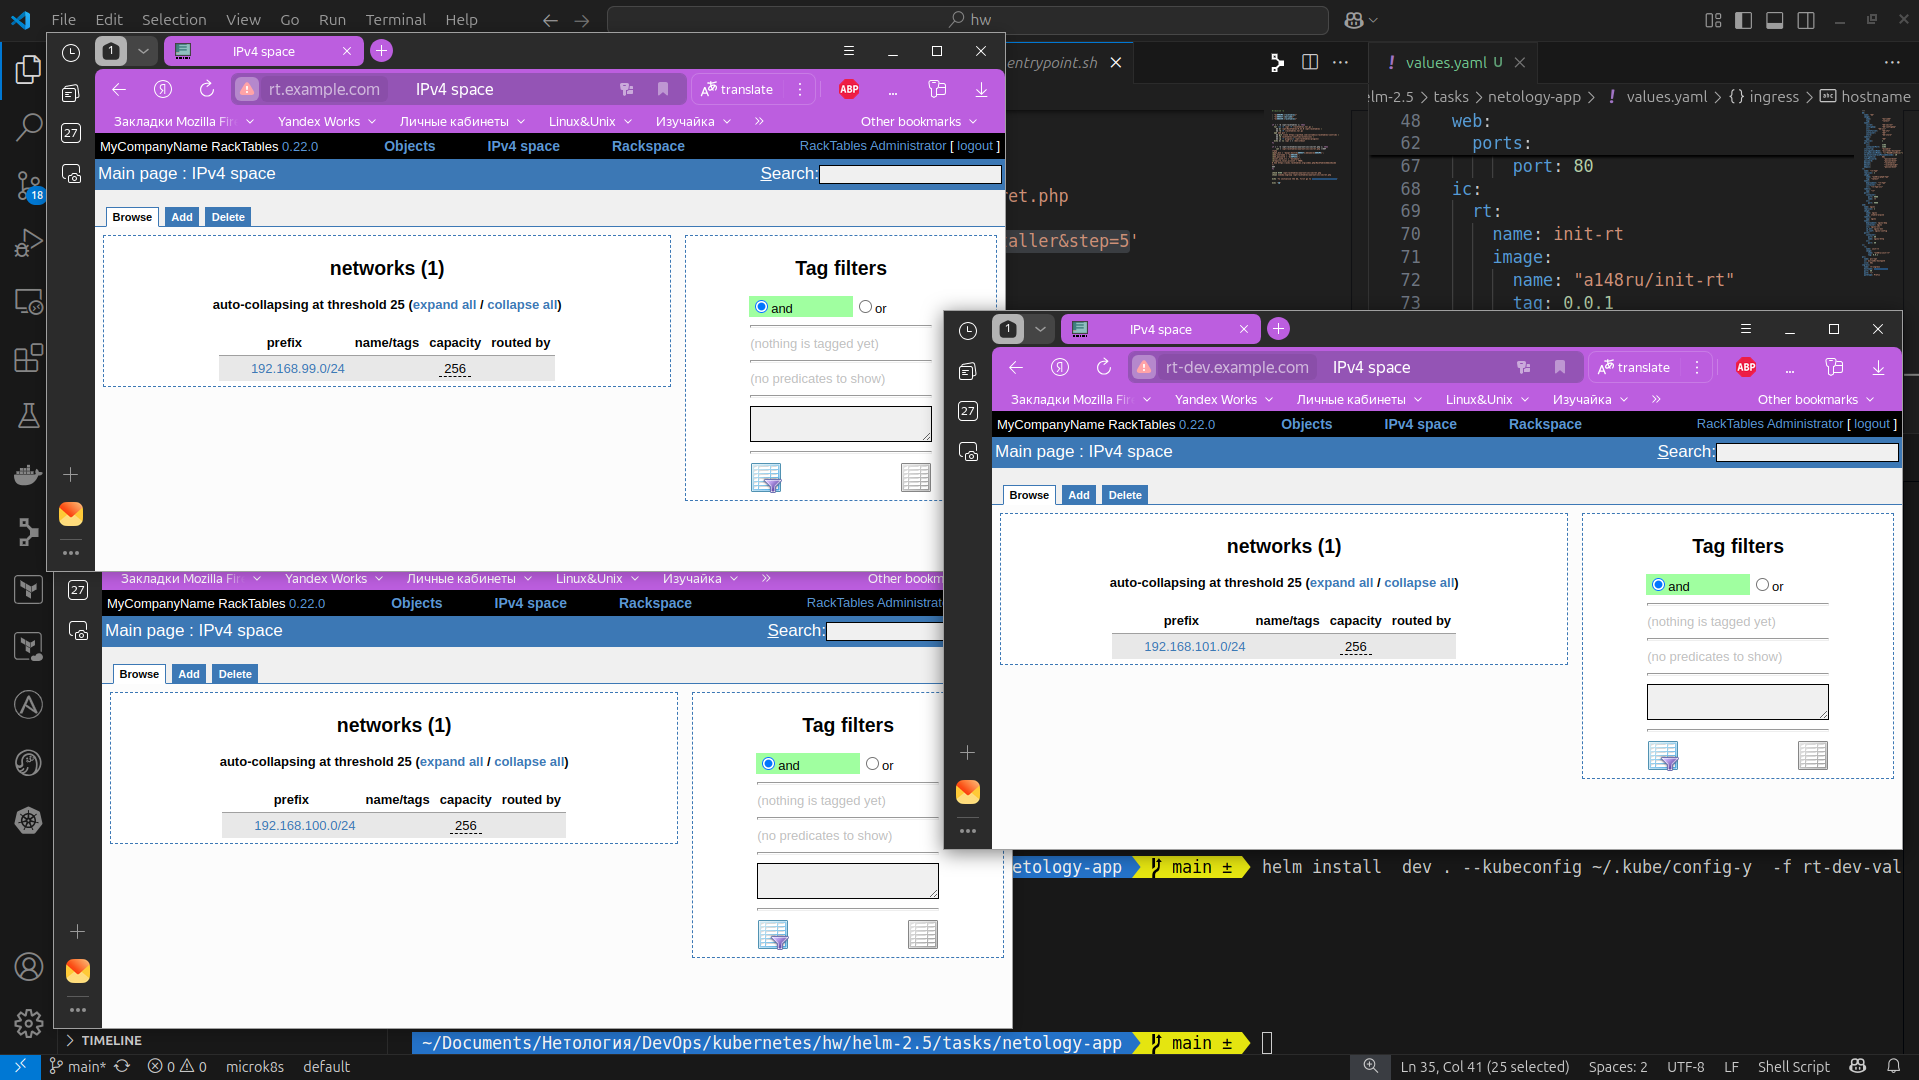 File Edit Selection View Go Run Terminal Help
hw
1
IPv4 space
rt.example.com IPv4 space
translate
ABP
27
Закладки Mozilla Fir
Yandex Works
Личные кабинеты
Linux&Unix
Изучайка
»
Other bookmarks
MyCompanyName RackTables 0.22.0
Objects
IPv4 space
Rackspace
RackTables Administrator [ logout ]
Main page : IPv4 space
Search:
Browse Add Delete
networks (1)
auto-collapsing at threshold 25 (expand all / collapse all)
prefix name/tags capacity routed by
192.168.99.0/24 256
Tag filters
and or
(nothing is tagged yet)
(no predicates to show)
entrypoint.sh
et.php
aller&step=5'
values.yaml U
elm-2.5 > tasks > netology-app > ! values.yaml > {} ingress > hostname
48 web:
62 ports:
67 port: 80
68 ic:
69 rt:
70 name: init-rt
71 image:
72 name: "a148ru/init-rt"
73 tag: 0.0.1
1
IPv4 space
rt-dev.example.com IPv4 space
translate
ABP
27
Закладки Mozilla Fir
Yandex Works
Личные кабинеты
Linux&Unix
Изучайка
»
Other bookmarks
MyCompanyName RackTables 0.22.0
Objects
IPv4 space
Rackspace
RackTables Administrator [ logout ]
Main page : IPv4 space
Search:
Browse Add Delete
networks (1)
auto-collapsing at threshold 25 (expand all / collapse all)
prefix name/tags capacity routed by
192.168.101.0/24 256
Tag filters
and or
(nothing is tagged yet)
(no predicates to show)
27
Закладки Mozilla Fir
Yandex Works
Личные кабинеты
Linux&Unix
Изучайка
»
Other bookm
MyCompanyName RackTables 0.22.0
Objects
IPv4 space
Rackspace
RackTables Administrat
Main page : IPv4 space
Search:
Browse Add Delete
networks (1)
auto-collapsing at threshold 25 (expand all / collapse all)
prefix name/tags capacity routed by
192.168.100.0/24 256
Tag filters
and or
(nothing is tagged yet)
(no predicates to show)
18
etology-app main ± helm install dev . --kubeconfig ~/.kube/config-y -f rt-dev-val
TIMELINE
~/Documents/Нетология/DevOps/kubernetes/hw/helm-2.5/tasks/netology-app main ±
main* 0 0 microk8s default
Ln 35, Col 41 (25 selected) Spaces: 2 UTF-8 LF Shell Script